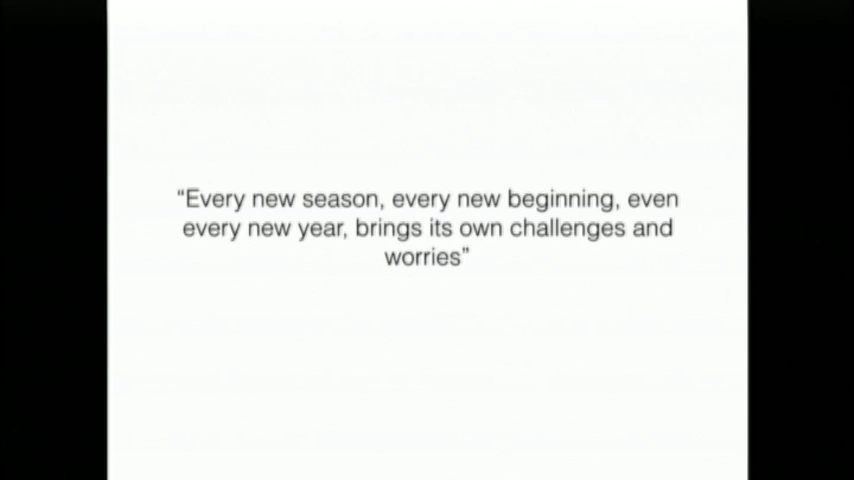 “Every new season, every new beginning, even
every new year, brings its own challenges and
worries”